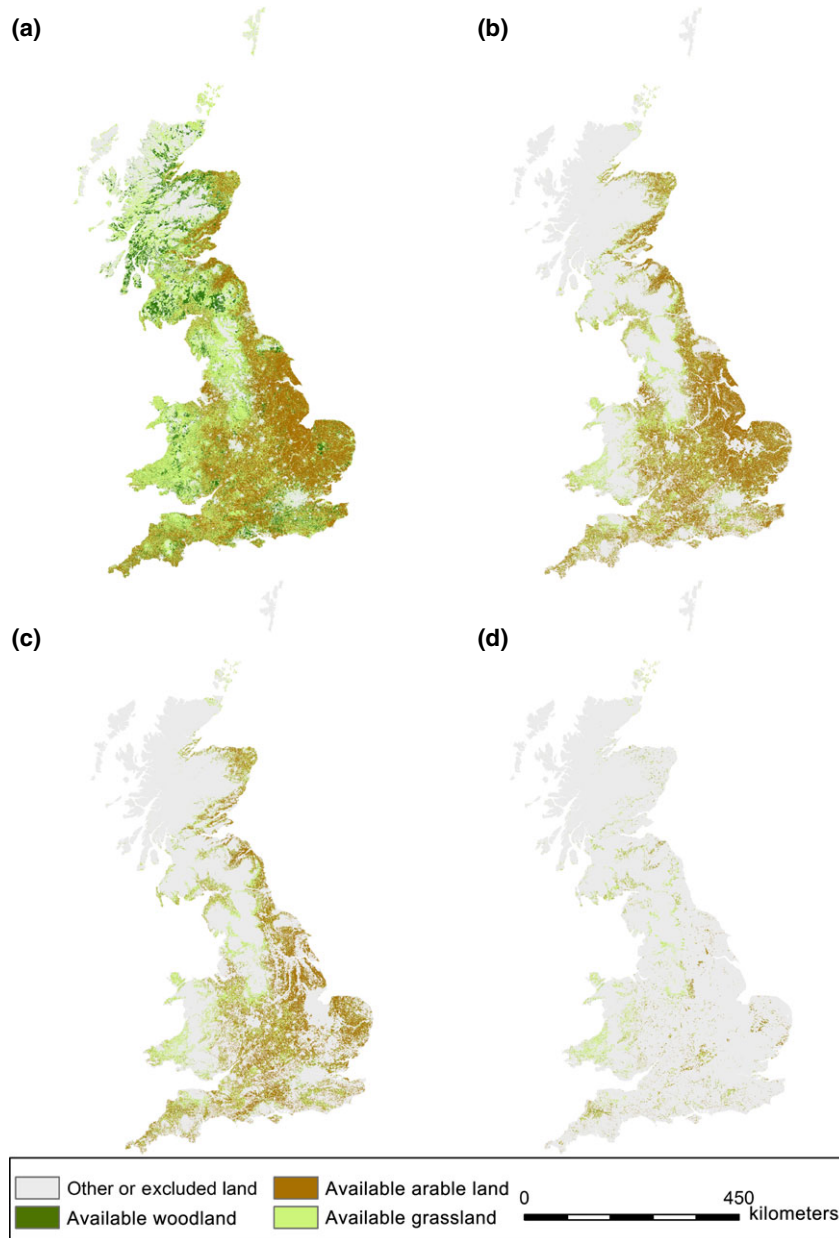 (a)
(b)
(c)
(d)
Other or excluded land
Available arable land
0
450
Available woodland
Available grassland
kilometers